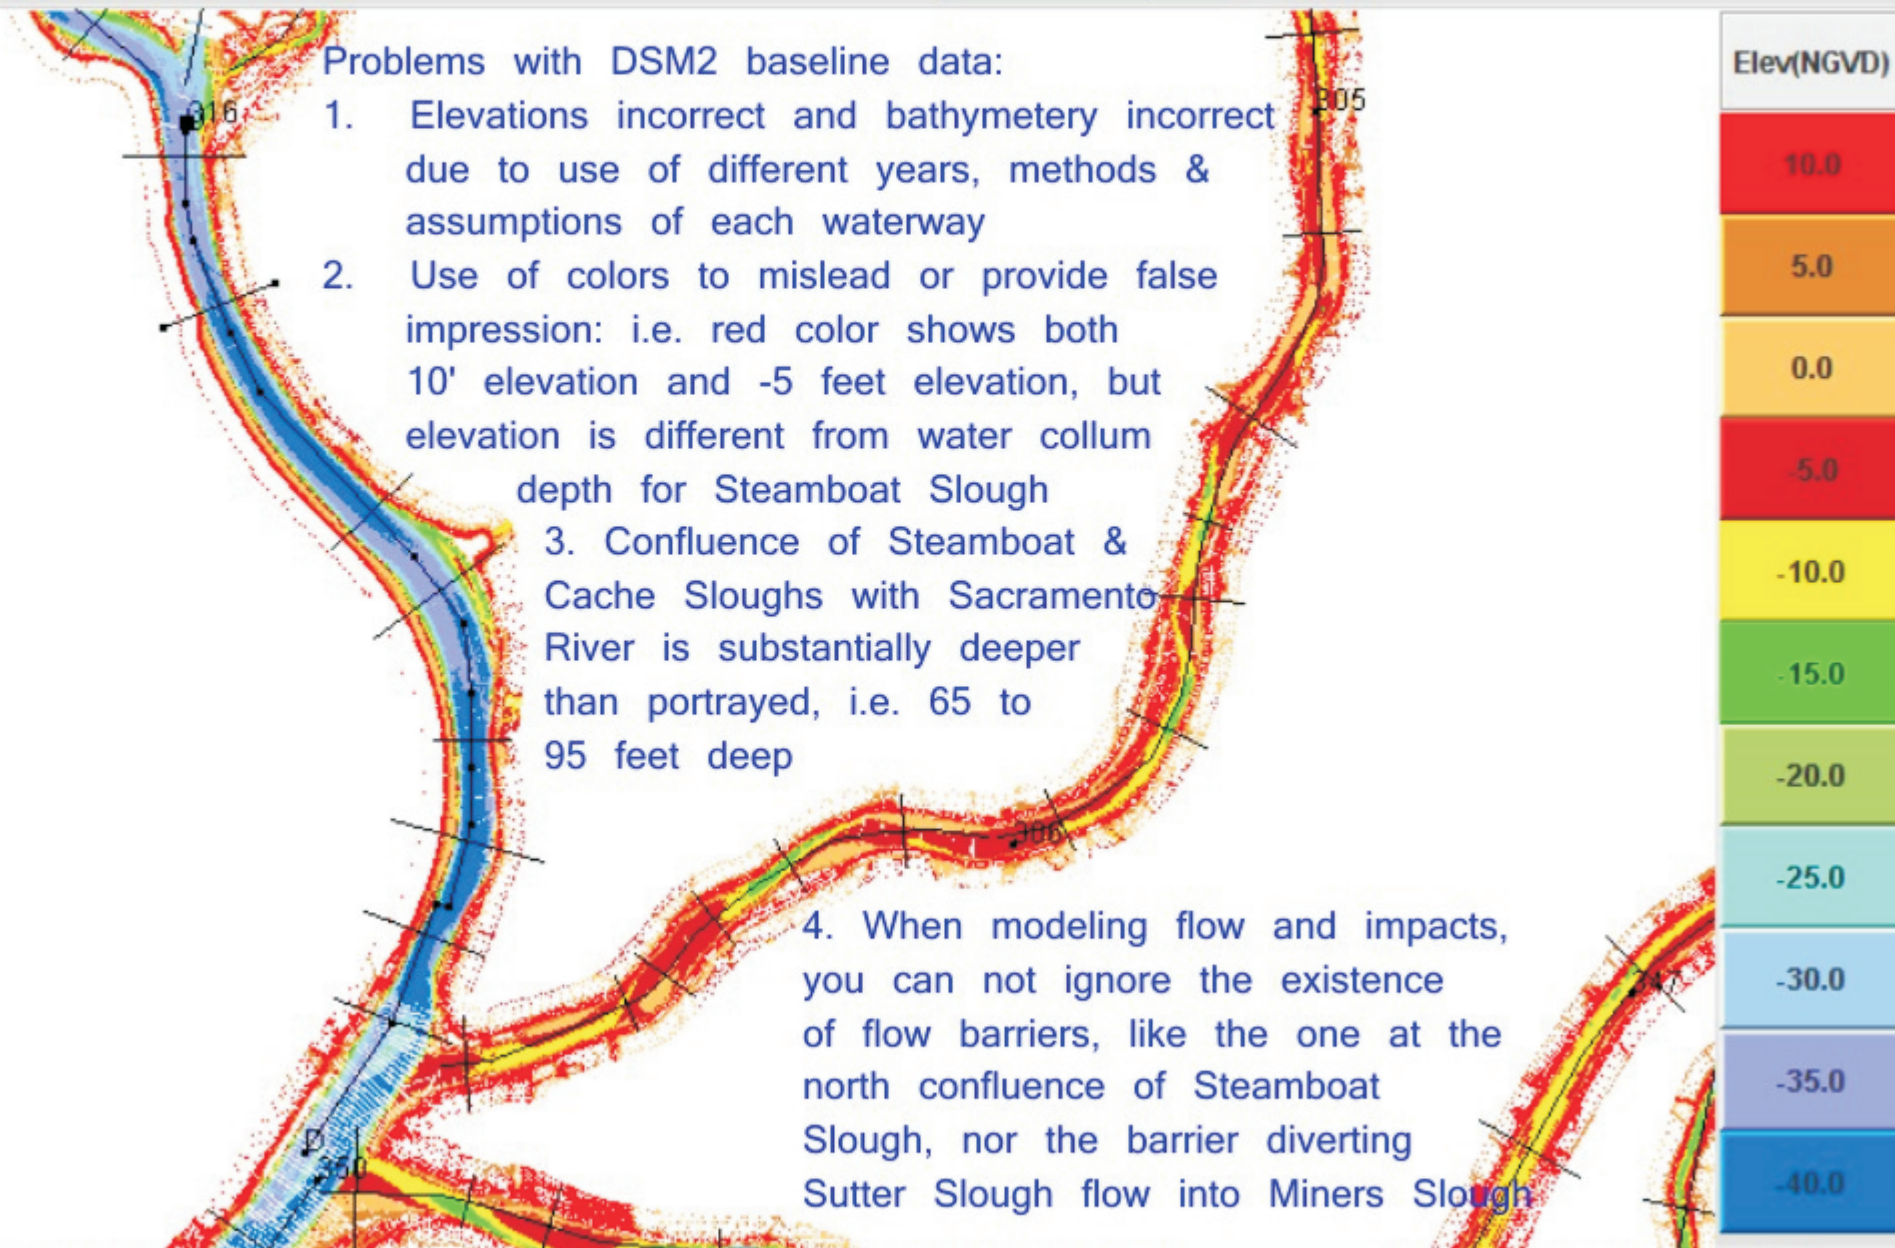 Problems with DSM2 baseline data:
1. Elevations incorrect and bathymetery incorrect
due to use of different years, methods &
assumptions of each waterway
2. Use of colors to mislead or provide false
impression: i.e. red color shows both
10' elevation and -5 feet elevation, but
elevation is different from water collum
depth for Steamboat Slough
3. Confluence of Steamboat &
Cache Sloughs with Sacramento
River is substantially deeper
than portrayed, i.e. 65 to
95 feet deep
4. When modeling flow and impacts,
you can not ignore the existence
of flow barriers, like the one at the
north confluence of Steamboat
Slough, nor the barrier diverting
Sutter Slough flow into Miners Slough
316
305
306
347
D
350
Elev(NGVD)
10.0
5.0
0.0
-5.0
-10.0
-15.0
-20.0
-25.0
-30.0
-35.0
-40.0